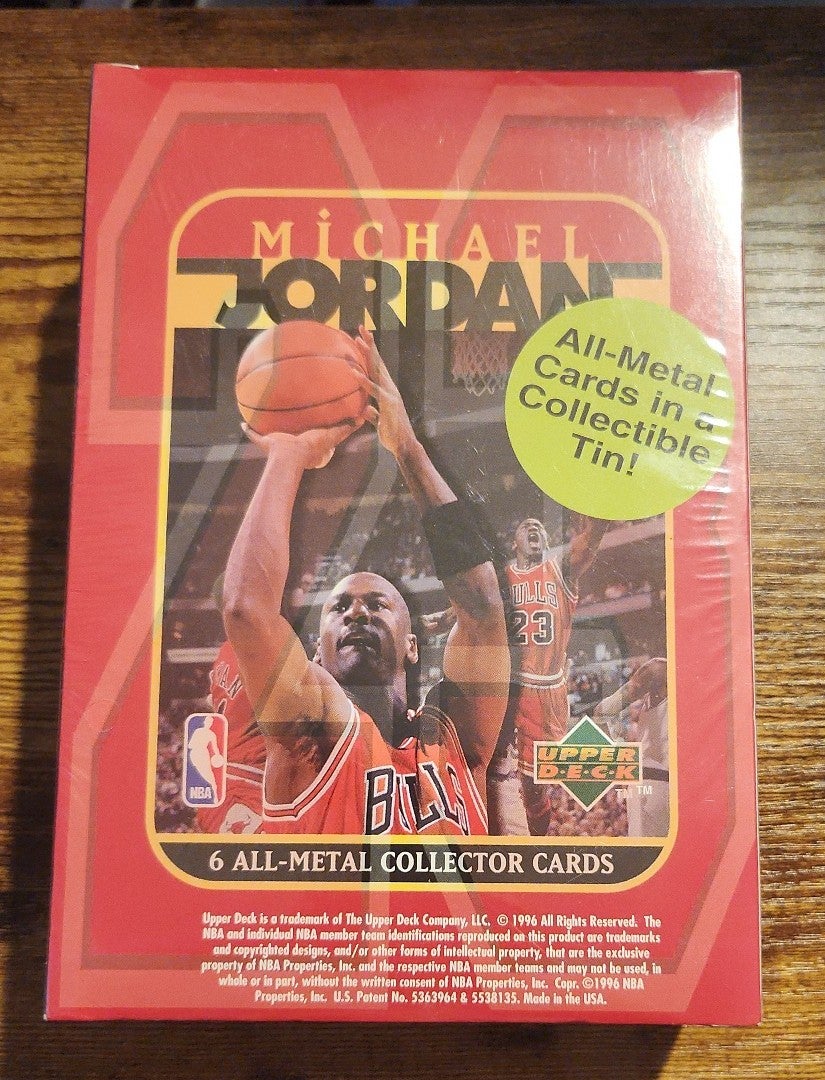 MiCHAEL
JORDAN
All-Metal
Cards in a
Collectible
Tin!
BULLS
23
NBA
BULLS
UPPER
D·E·C·K
TM TM
6 ALL-METAL COLLECTOR CARDS
Upper Deck is a trademark of The Upper Deck Company, LLC. © 1996 All Rights Reserved. The
NBA and individual NBA member team identifications reproduced on this product are trademarks
and copyrighted designs, and/or other forms of intellectual property, that are the exclusive
property of NBA Properties, Inc. and the respective NBA member teams and may not be used, in
whole or in part, without the written consent of NBA Properties, Inc. Copr. ©1996 NBA
Properties, Inc. U.S. Patent No. 5363964 & 5538135. Made in the USA.